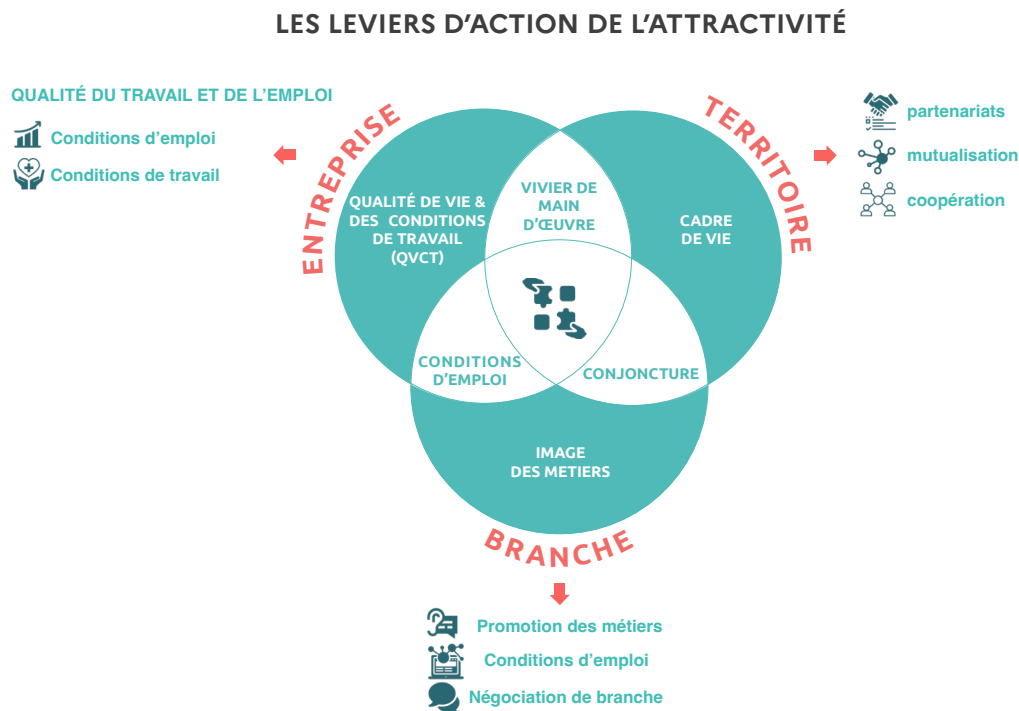 LES LEVIERS D’ACTION DE L’ATTRACTIVITÉ
QUALITÉ DU TRAVAIL ET DE L’EMPLOI
Conditions d’emploi
Conditions de travail
ENTREPRISE
TERRITOIRE
partenariats
mutualisation
coopération
QUALITÉ DE VIE &
DES CONDITIONS
DE TRAVAIL
(QVCT)
VIVIER DE
MAIN
D’ŒUVRE
CADRE
DE VIE
CONDITIONS
D’EMPLOI
CONJONCTURE
IMAGE
DES METIERS
BRANCHE
Promotion des métiers
Conditions d’emploi
Négociation de branche